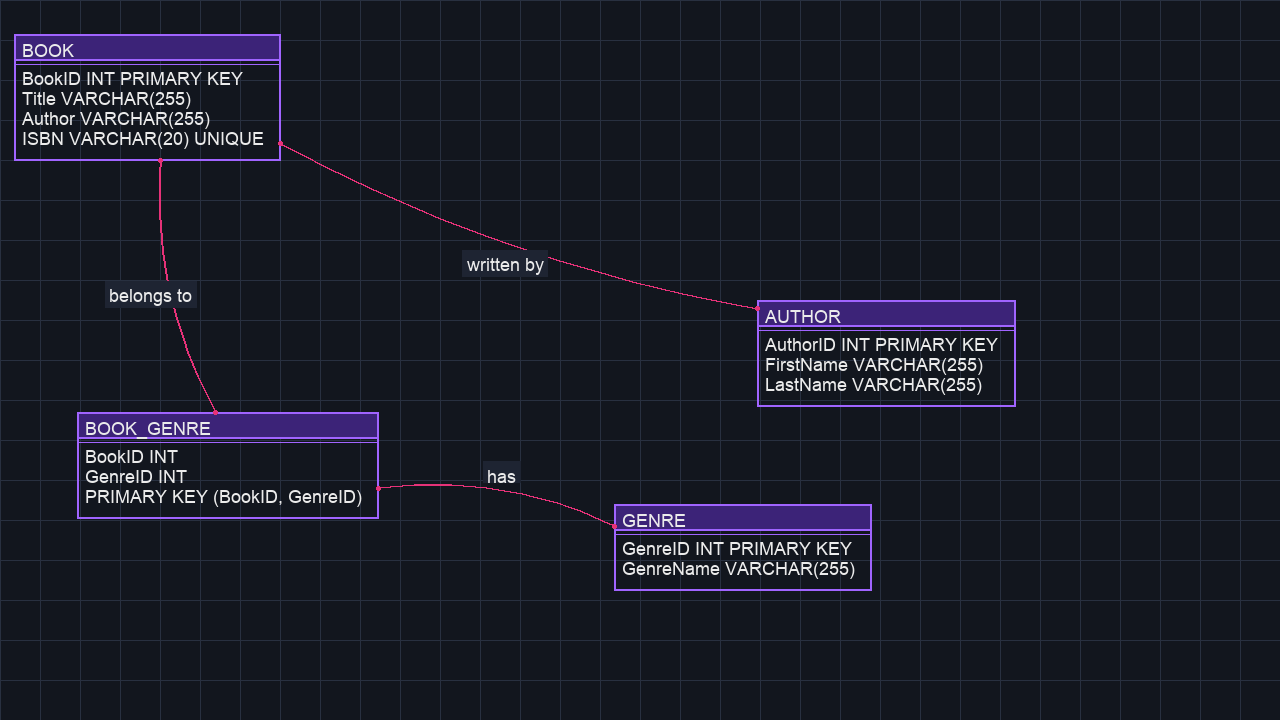 BOOK
BookID INT PRIMARY KEY
Title VARCHAR(255)
Author VARCHAR(255)
ISBN VARCHAR(20) UNIQUE
written by
belongs to
AUTHOR
AuthorID INT PRIMARY KEY
FirstName VARCHAR(255)
LastName VARCHAR(255)
BOOK_GENRE
BookID INT
GenreID INT
PRIMARY KEY (BookID, GenreID)
has
GENRE
GenreID INT PRIMARY KEY
GenreName VARCHAR(255)